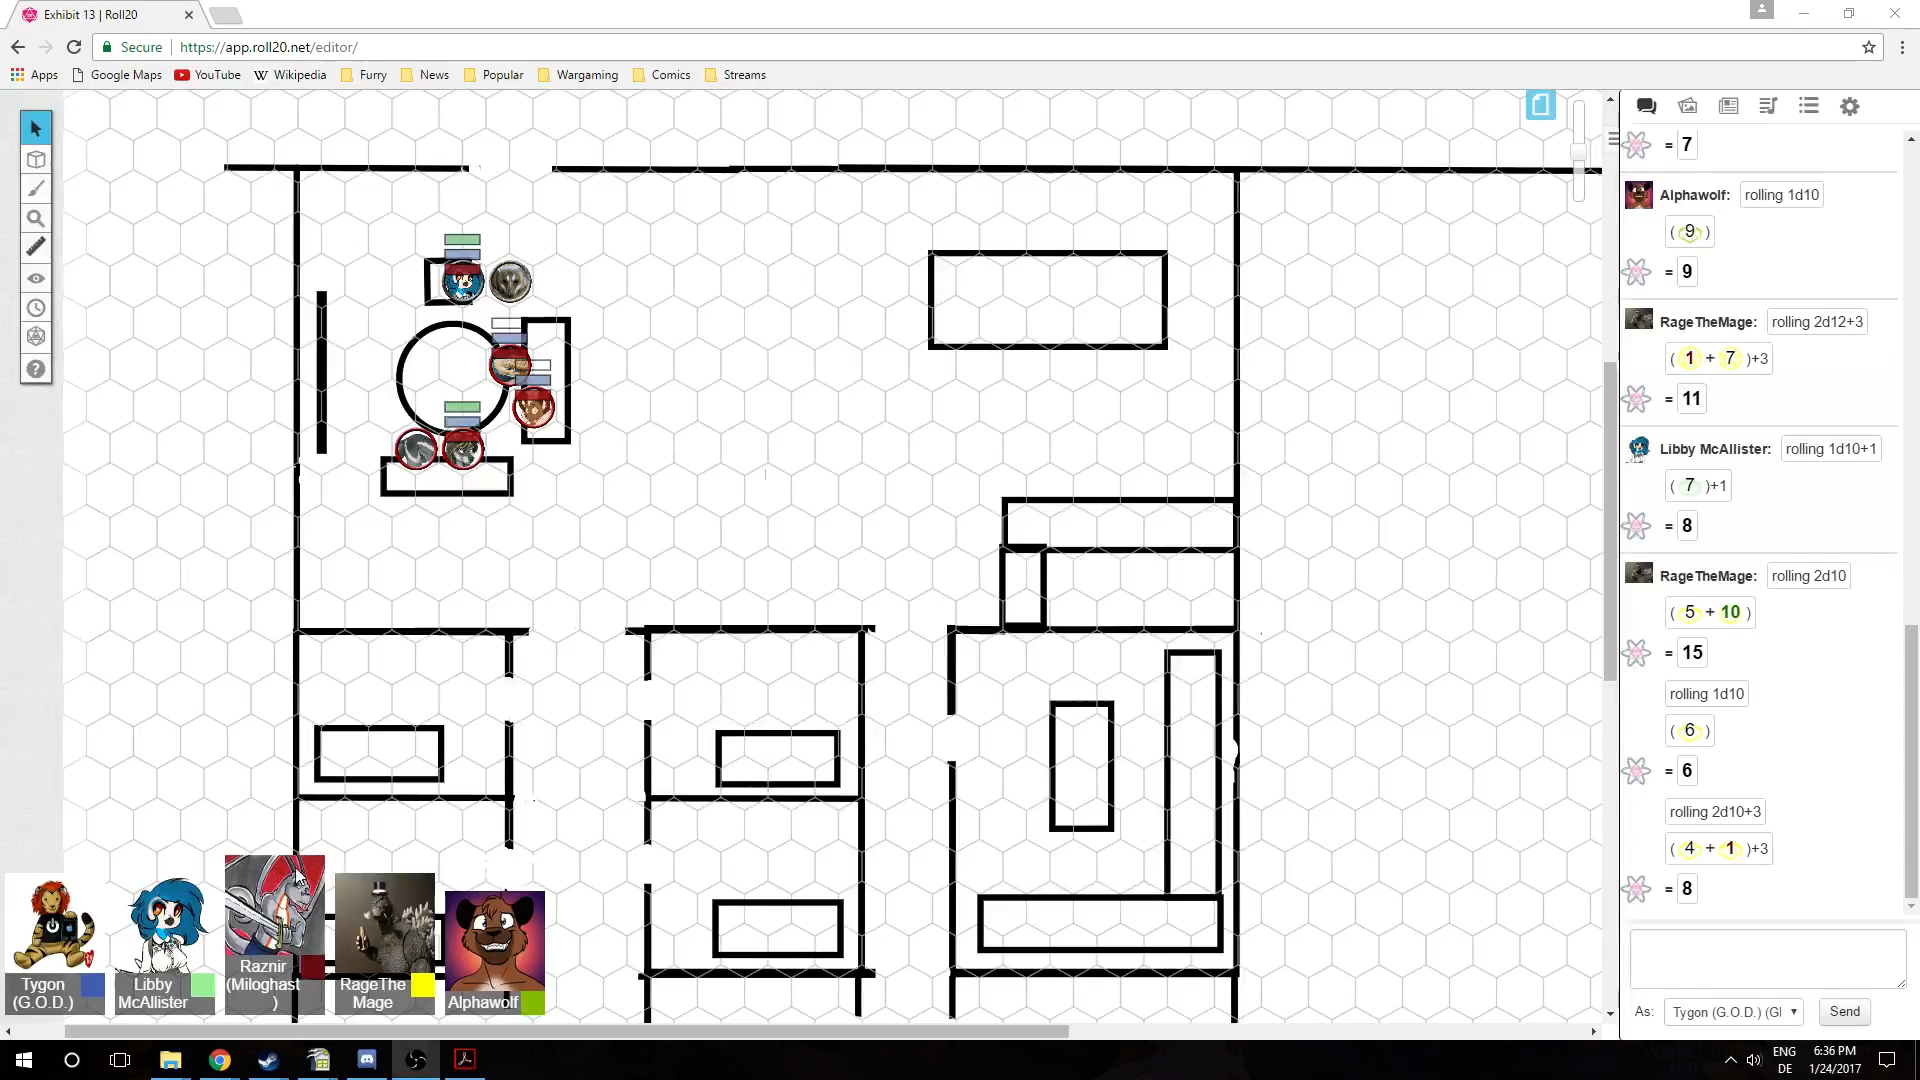 Exhibit 13 | Roll20
Secure
https://app.roll20.net/editor/
Apps
Google Maps
YouTube
Wikipedia
Furry
News
Popular
Wargaming
Comics
Streams
= 7
Alphawolf: rolling 1d10
( 9 )
= 9
RageTheMage: rolling 2d12+3
( 1 + 7 )+3
= 11
Libby McAllister: rolling 1d10+1
( 7 )+1
= 8
RageTheMage: rolling 2d10
( 5 + 10 )
= 15
rolling 1d10
( 6 )
= 6
rolling 2d10+3
( 4 + 1 )+3
= 8
Tygon
(G.O.D.)
Libby
McAllister
Raznir
(Miloghast
)
RageThe
Mage
Alphawolf
As: Tygon (G.O.D.) (Gl
Send
ENG
DE
6:36 PM
1/24/2017